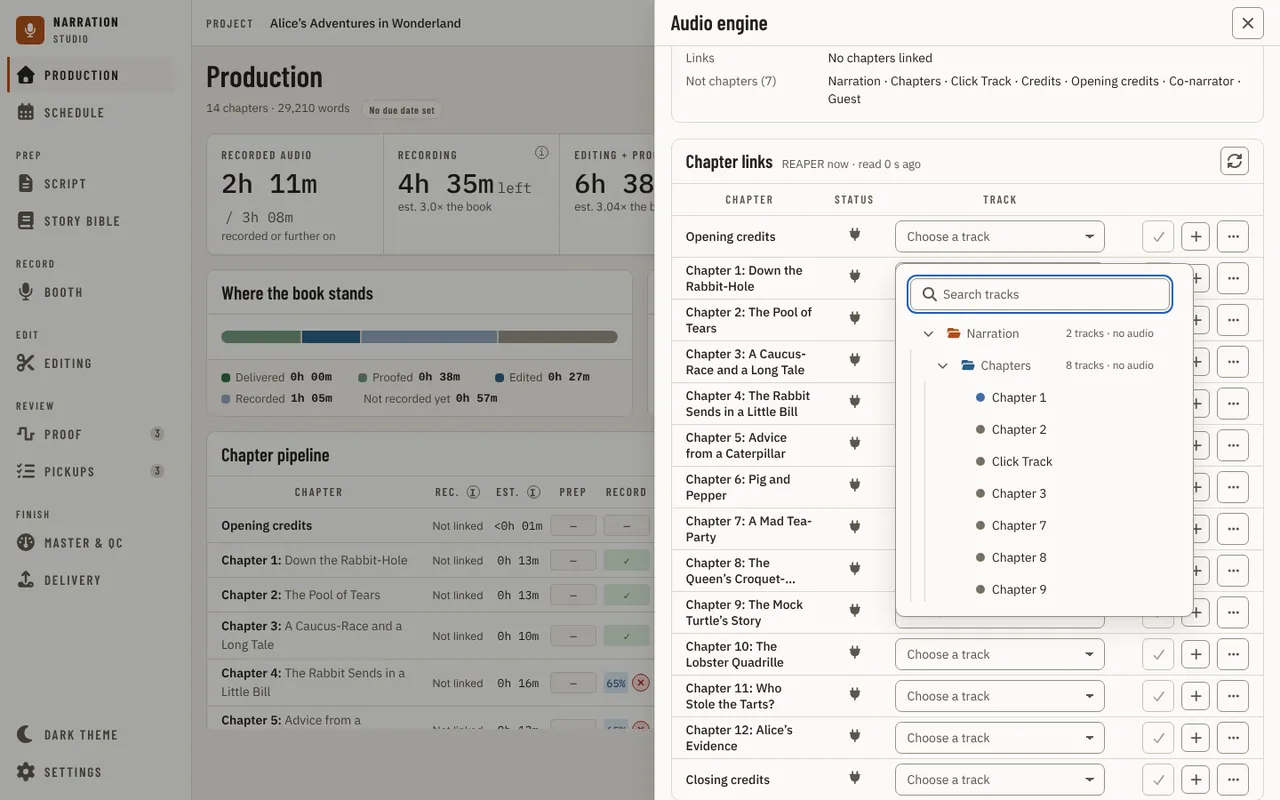 NARRATION
STUDIO
PRODUCTION
SCHEDULE
PREP
SCRIPT
STORY BIBLE
RECORD
BOOTH
EDIT
EDITING
REVIEW
PROOF 3
PICKUPS 3
FINISH
MASTER & QC
DELIVERY
DARK THEME
SETTINGS
PROJECT Alice's Adventures in Wonderland
Production
14 chapters · 29,210 words No due date set
RECORDED AUDIO
2h 11m
/ 3h 08m
recorded or further on
RECORDING
4h 35m left
est. 3.0× the book
EDITING + PRO
6h 38
est. 3.04× the b
Where the book stands
Delivered 0h 00m Proofed 0h 38m Edited 0h 27m
Recorded 1h 05m Not recorded yet 0h 57m
Chapter pipeline
CHAPTER REC. EST. PREP RECORD
Opening credits Not linked <0h 01m – –
Chapter 1: Down the Rabbit-Hole Not linked 0h 13m – ✓
Chapter 2: The Pool of Tears Not linked 0h 13m – ✓
Chapter 3: A Caucus-Race and a
Long Tale
Not linked 0h 10m – ✓
Chapter 4: The Rabbit Sends in a
Little Bill
Not linked 0h 16m – 65%
Chapter 5: Advice from a
Audio engine
Links No chapters linked
Not chapters (7) Narration · Chapters · Click Track · Credits · Opening credits · Co-narrator ·
Guest
Chapter links REAPER now · read 0 s ago
CHAPTER STATUS TRACK
Opening credits Choose a track
Chapter 1: Down the
Rabbit-Hole
Chapter 2: The Pool of
Tears
Chapter 3: A Caucus-
Race and a Long Tale
Chapter 4: The Rabbit
Sends in a Little Bill
Chapter 5: Advice
from a Caterpillar
Chapter 6: Pig and
Pepper
Chapter 7: A Mad Tea-
Party
Chapter 8: The
Queen's Croquet-...
Chapter 9: The Mock
Turtle's Story
Chapter 10: The
Lobster Quadrille
Choose a track
Chapter 11: Who
Stole the Tarts?
Choose a track
Chapter 12: Alice's
Evidence
Choose a track
Closing credits Choose a track
Search tracks
Narration 2 tracks · no audio
Chapters 8 tracks · no audio
Chapter 1
Chapter 2
Click Track
Chapter 3
Chapter 7
Chapter 8
Chapter 9